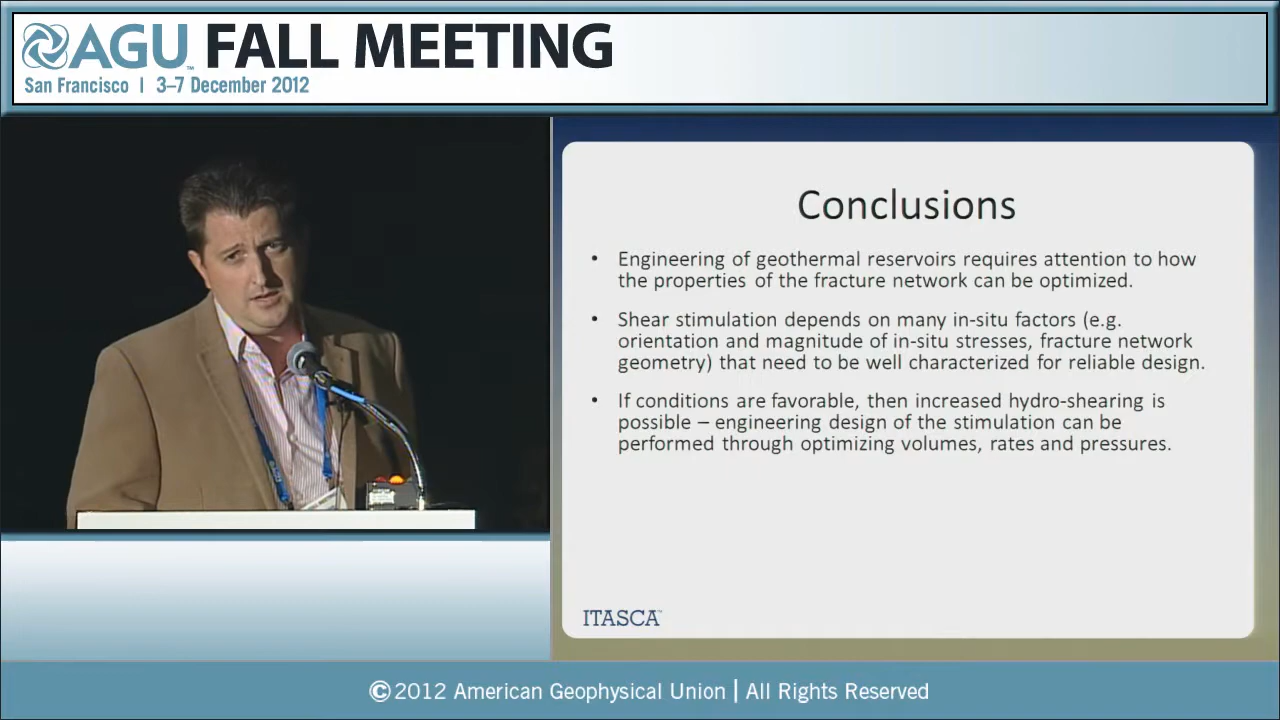 AGU™ FALL MEETING
San Francisco | 3–7 December 2012
Conclusions
• Engineering of geothermal reservoirs requires attention to how
the properties of the fracture network can be optimized.
• Shear stimulation depends on many in-situ factors (e.g.
orientation and magnitude of in-situ stresses, fracture network
geometry) that need to be well characterized for reliable design.
• If conditions are favorable, then increased hydro-shearing is
possible – engineering design of the stimulation can be
performed through optimizing volumes, rates and pressures.
ITASCA™
©2012 American Geophysical Union | All Rights Reserved